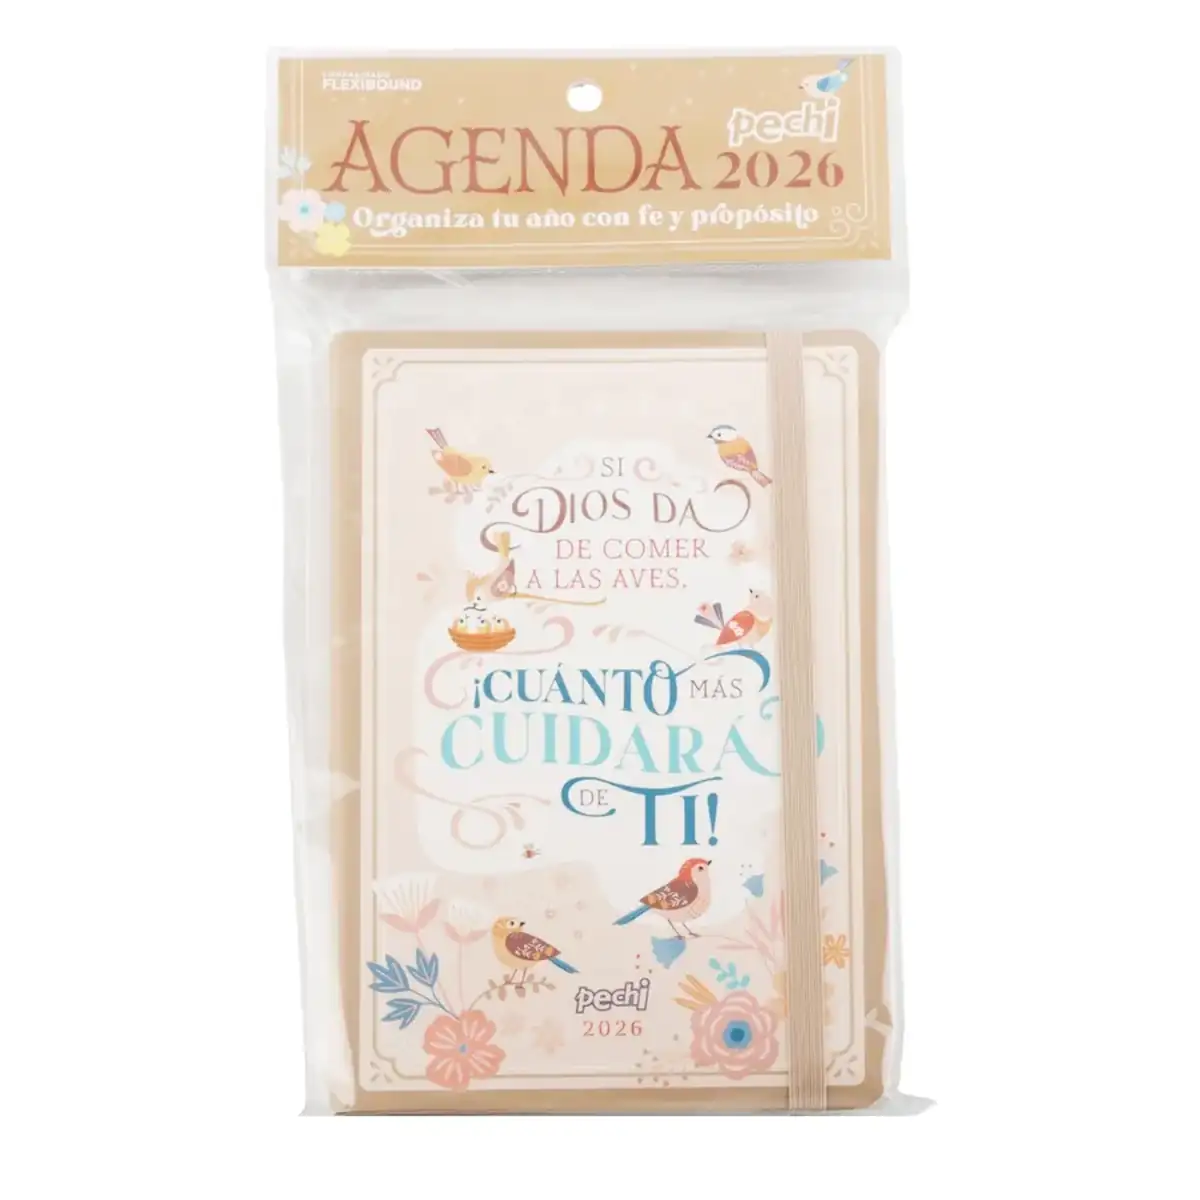 FLEXIBOUND
pechi
AGENDA 2026
Organiza tu año con fe y propósito
SI
DIOS DA
DE COMER
A LAS AVES.
¡CUÁNTO MÁS
CUIDARÁ
DE TI!
pechi
2026